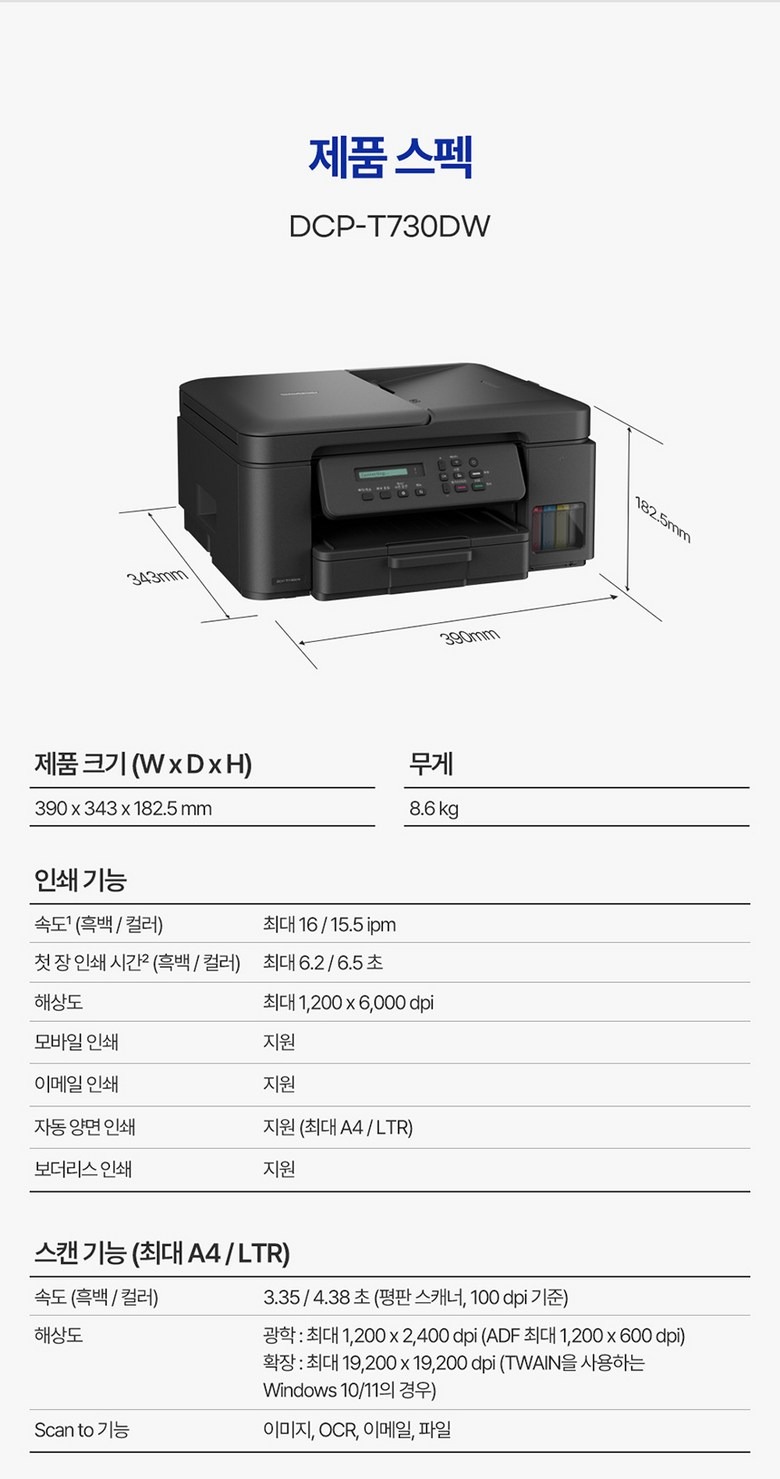 제품 스펙
DCP-T730DW
182.5mm
343mm
390mm
제품 크기 (W x D x H)
390 x 343 x 182.5 mm
무게
8.6 kg
인쇄 기능
속도¹ (흑백 / 컬러) 최대 16 / 15.5 ipm
첫 장 인쇄 시간² (흑백 / 컬러) 최대 6.2 / 6.5 초
해상도 최대 1,200 x 6,000 dpi
모바일 인쇄 지원
이메일 인쇄 지원
자동 양면 인쇄 지원 (최대 A4 / LTR)
보더리스 인쇄 지원
스캔 기능 (최대 A4 / LTR)
속도 (흑백 / 컬러) 3.35 / 4.38 초 (평판 스캐너, 100 dpi 기준)
해상도 광학 : 최대 1,200 x 2,400 dpi (ADF 최대 1,200 x 600 dpi)
확장 : 최대 19,200 x 19,200 dpi (TWAIN을 사용하는
Windows 10/11의 경우)
Scan to 기능 이미지, OCR, 이메일, 파일